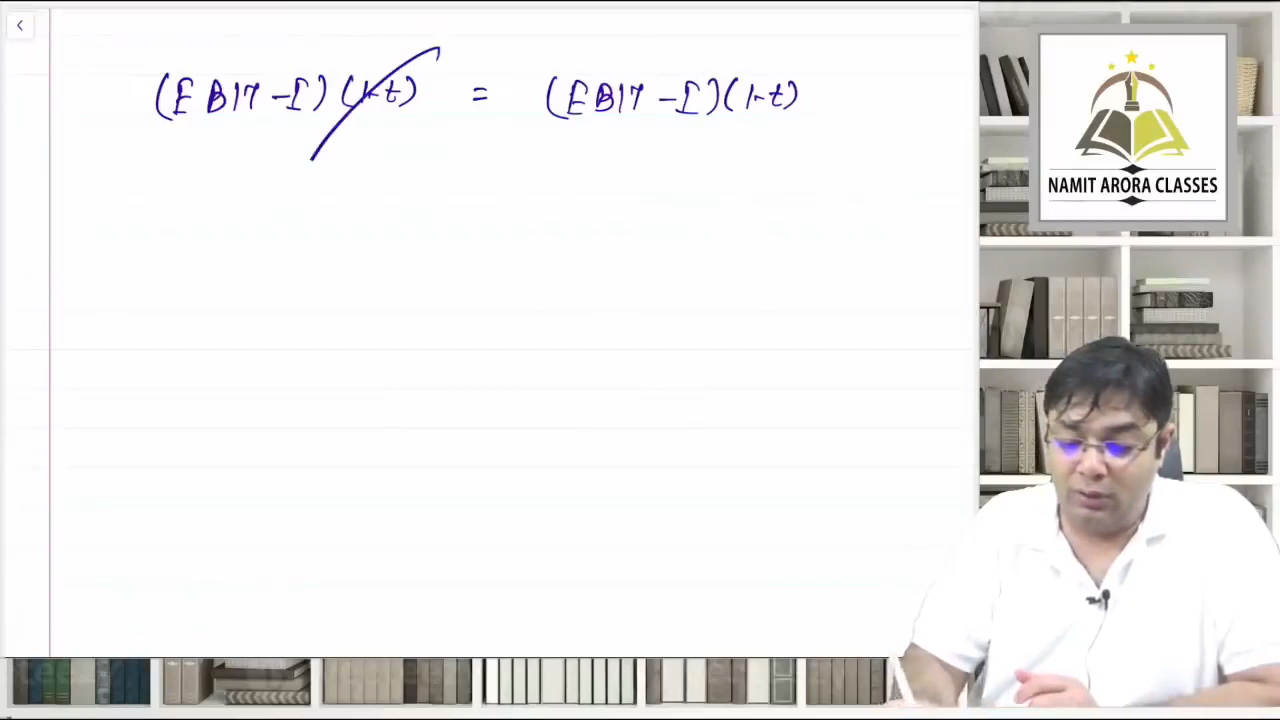 (EBIT - I) (1-t) = (EBIT - I) (1-t)
NAMIT ARORA CLASSES